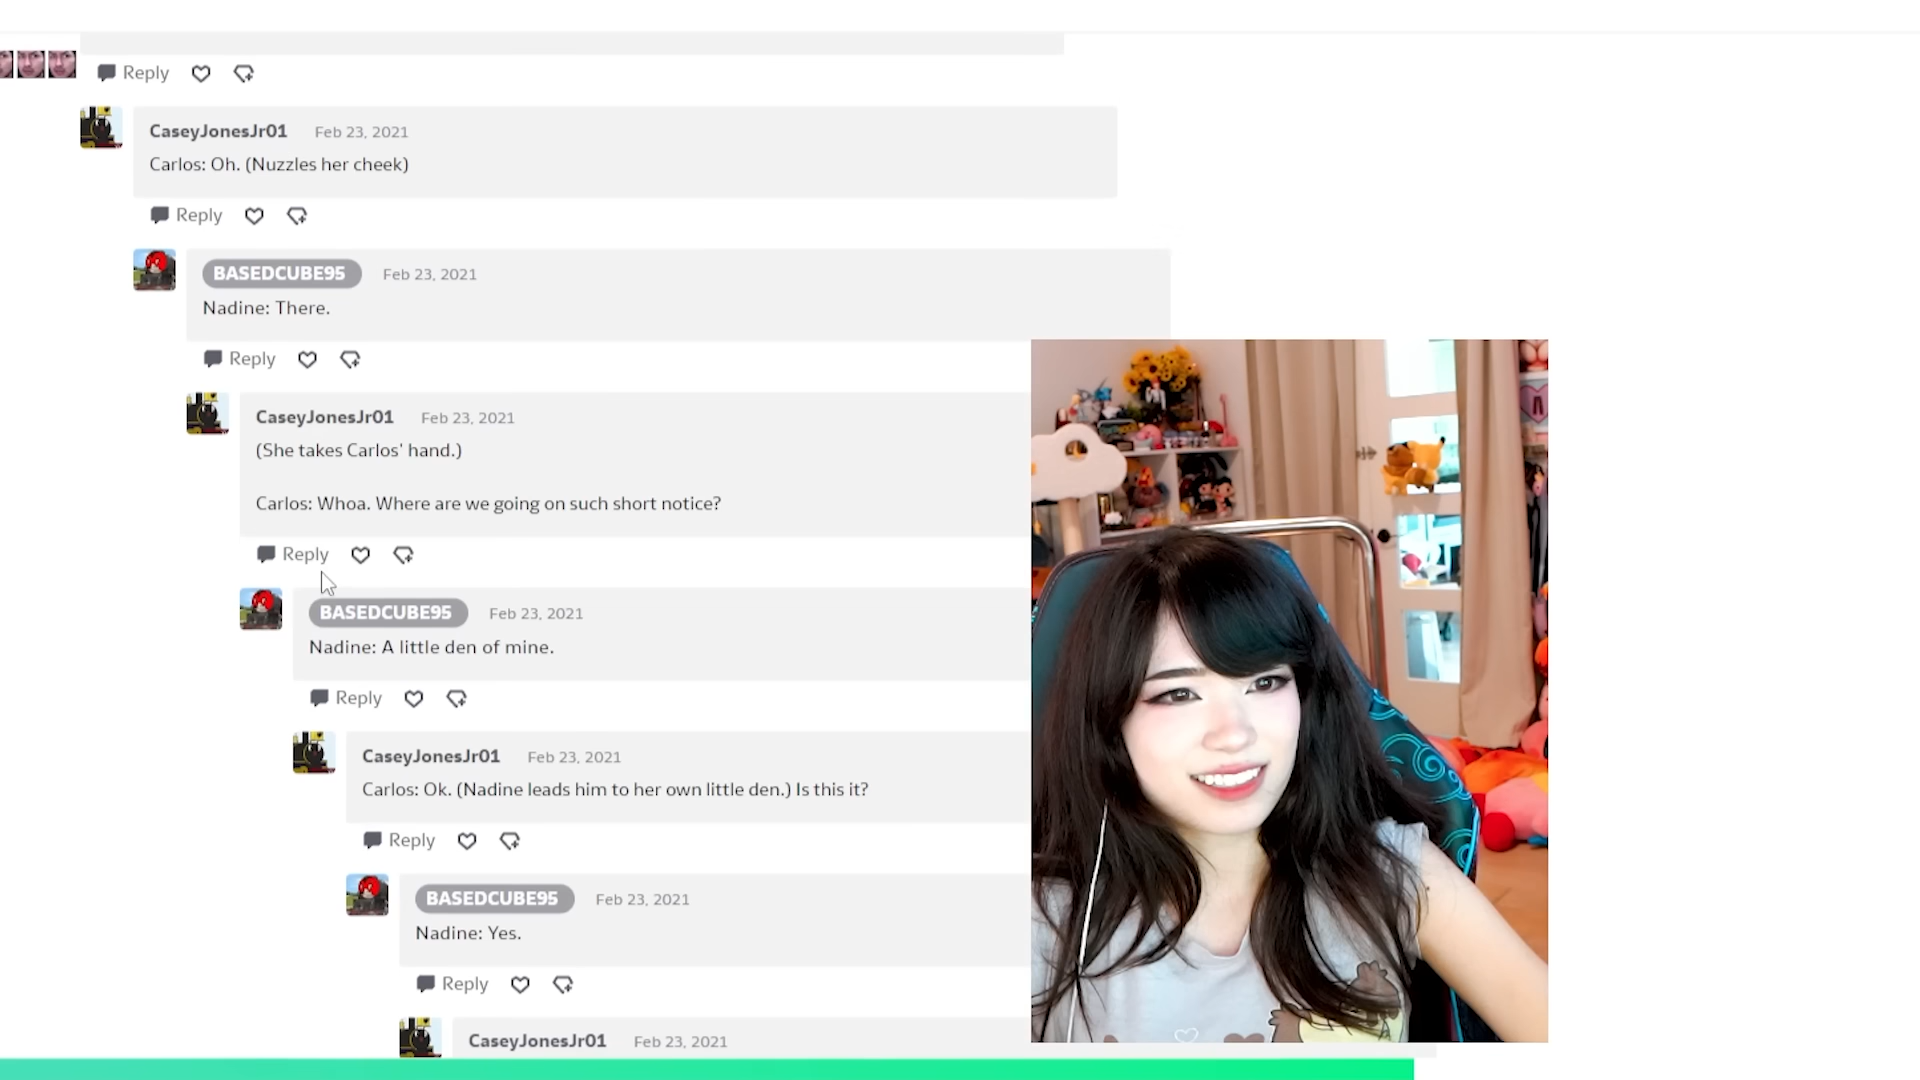 Reply
CaseyJonesJr01 Feb 23, 2021
Carlos: Oh. (Nuzzles her cheek)
Reply
BASEDCUBE95 Feb 23, 2021
Nadine: There.
Reply
CaseyJonesJr01 Feb 23, 2021
(She takes Carlos' hand.)
Carlos: Whoa. Where are we going on such short notice?
Reply
BASEDCUBE95 Feb 23, 2021
Nadine: A little den of mine.
Reply
CaseyJonesJr01 Feb 23, 2021
Carlos: Ok. (Nadine leads him to her own little den.) Is this it?
Reply
BASEDCUBE95 Feb 23, 2021
Nadine: Yes.
Reply
CaseyJonesJr01 Feb 23, 2021